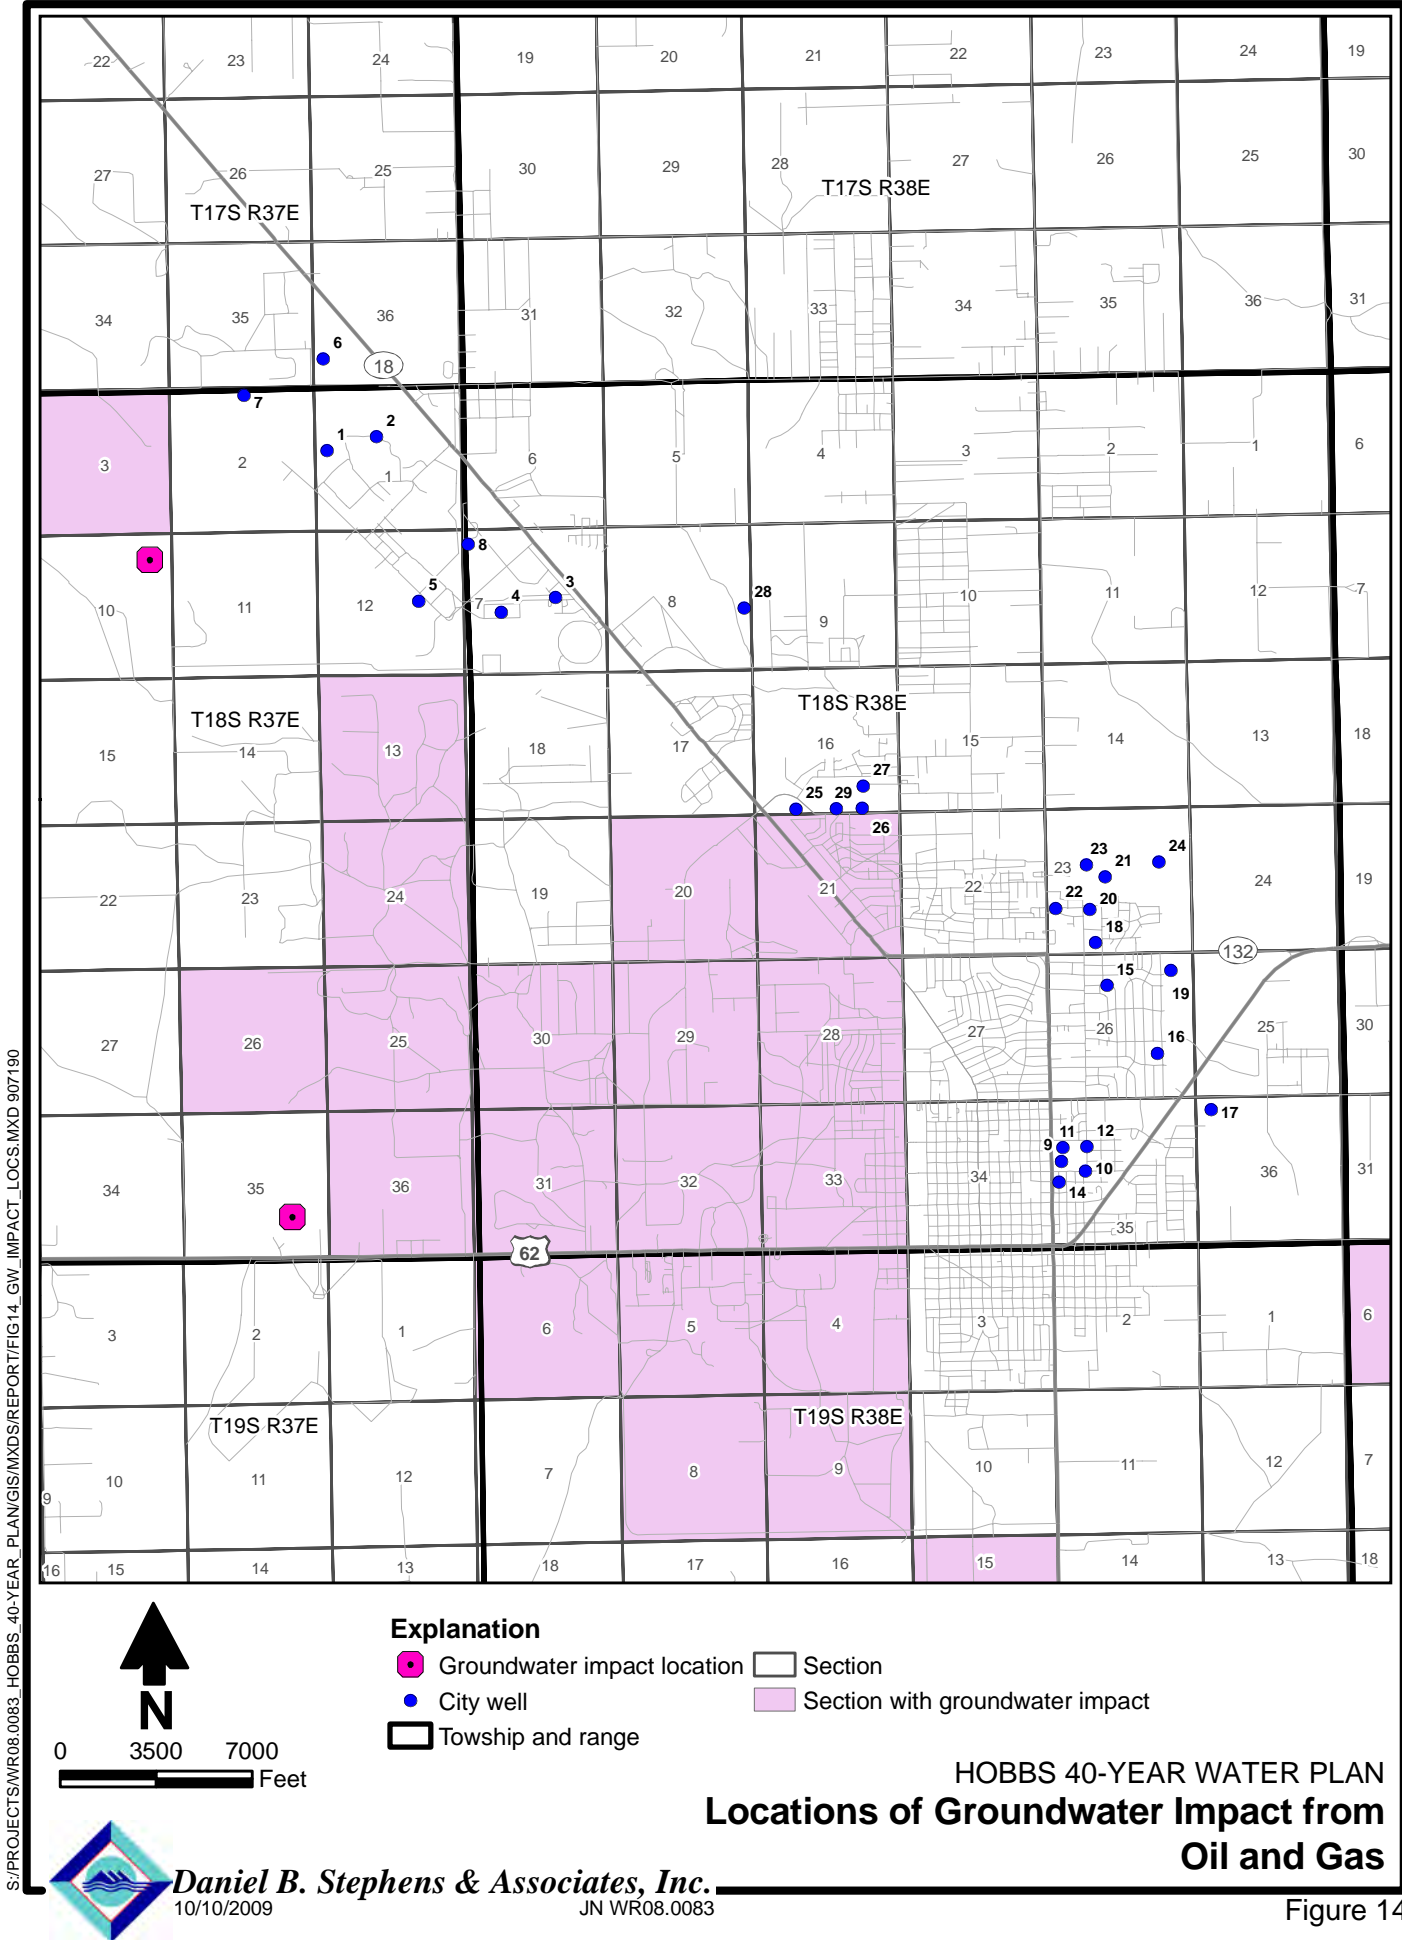 22 23 24 19 20 21 22 23 24 19
27 26 25 30 29 28 27 26 25 30
T17S R37E T17S R38E
34 35 36 31 32 33 34 35 36 31
6
18
7
1 2
3 2 1 6 5 4 3 2 1 6
8
5 4 3 28
10 11 12 7 8 9 10 11 12 7
T18S R37E T18S R38E
15 14 13 18 17 16 15 14 13 18
27
25 29
26
23 21 24
22 20
18
22 23 24 19 20 21 22 23 24 19
132
15 19
16
27 26 25 30 29 28 27 26 25 30
17
11 12
9 10
14
34 35 36 31 32 33 34 35 36 31
62
3 2 1 6 5 4 3 2 1 6
T19S R37E T19S R38E
9 10 11 12 7 8 9 10 11 12 7
16 15 14 13 18 17 16 15 14 13 18
S:/PROJECTS/WR08.0083_HOBBS_40-YEAR_PLAN/GIS/MXDS/REPORT/FIG14_GW_IMPACT_LOCS.MXD 907190
N
0 3500 7000
Feet
Explanation
Groundwater impact location
City well
Towship and range
Section
Section with groundwater impact
HOBBS 40-YEAR WATER PLAN
Locations of Groundwater Impact from
Oil and Gas
Daniel B. Stephens & Associates, Inc.
10/10/2009 JN WR08.0083
Figure 14